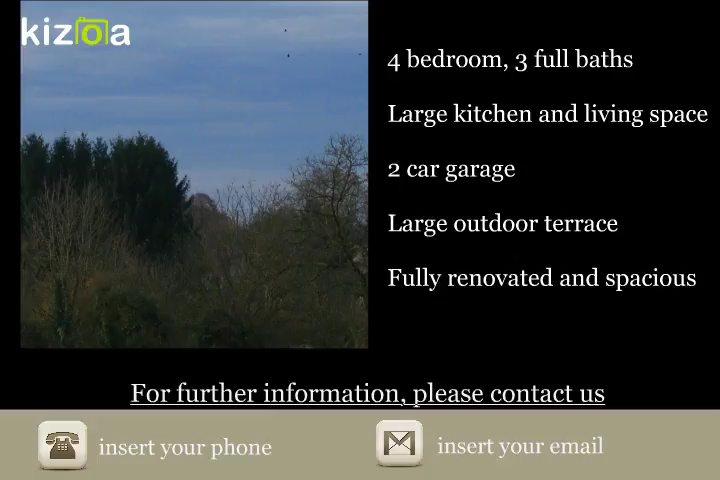 kizoa
4 bedroom, 3 full baths
Large kitchen and living space
2 car garage
Large outdoor terrace
Fully renovated and spacious
For further information, please contact us
insert your phone
insert your email